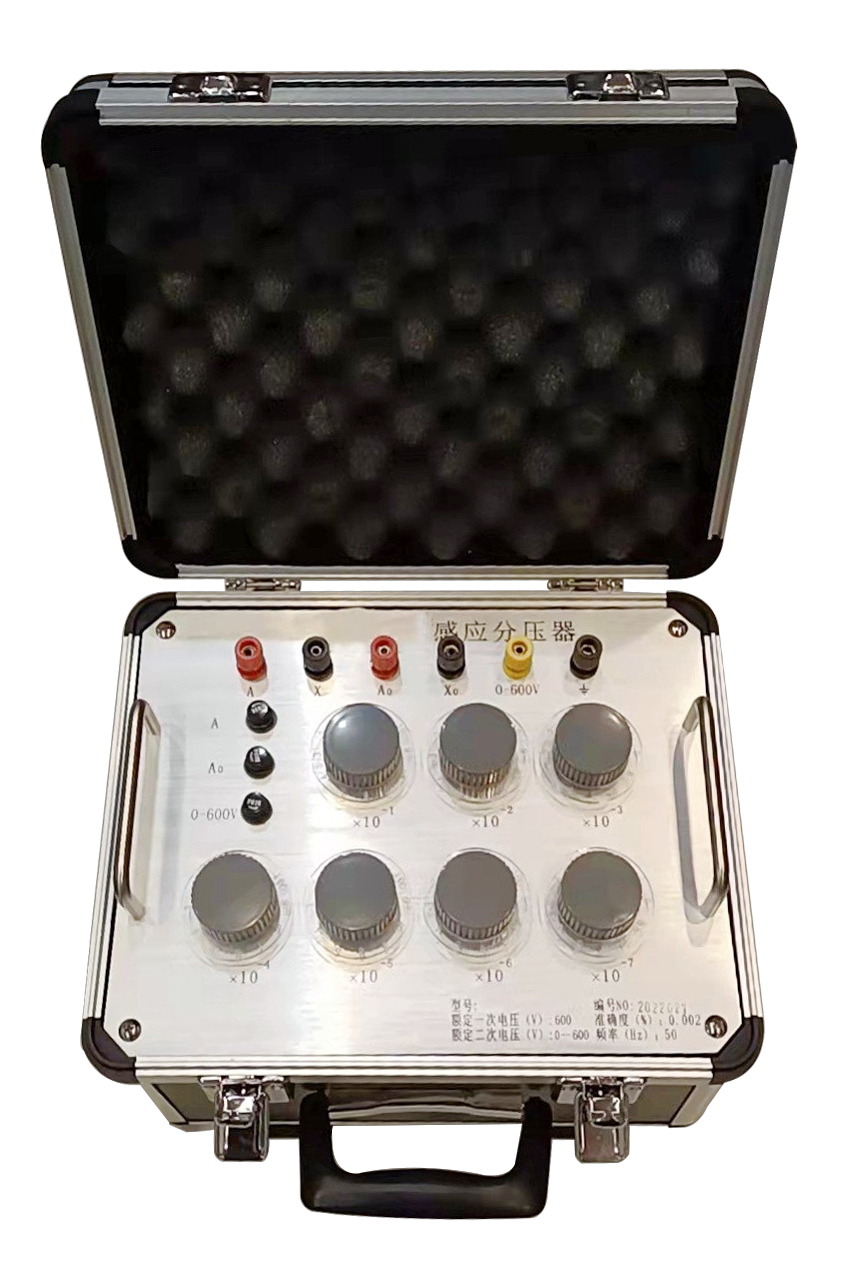 感应分压器
A X A₀ X₀ 0-600V ⏚
A
A₀
0-600V
×10⁻¹ ×10⁻² ×10⁻³
×10⁻⁴ ×10⁻⁵ ×10⁻⁶ ×10⁻⁷
型号: 编号NO:
额定一次电压(V):600 准确度(%):0.002
额定二次电压(V):0—600 频率(Hz):50